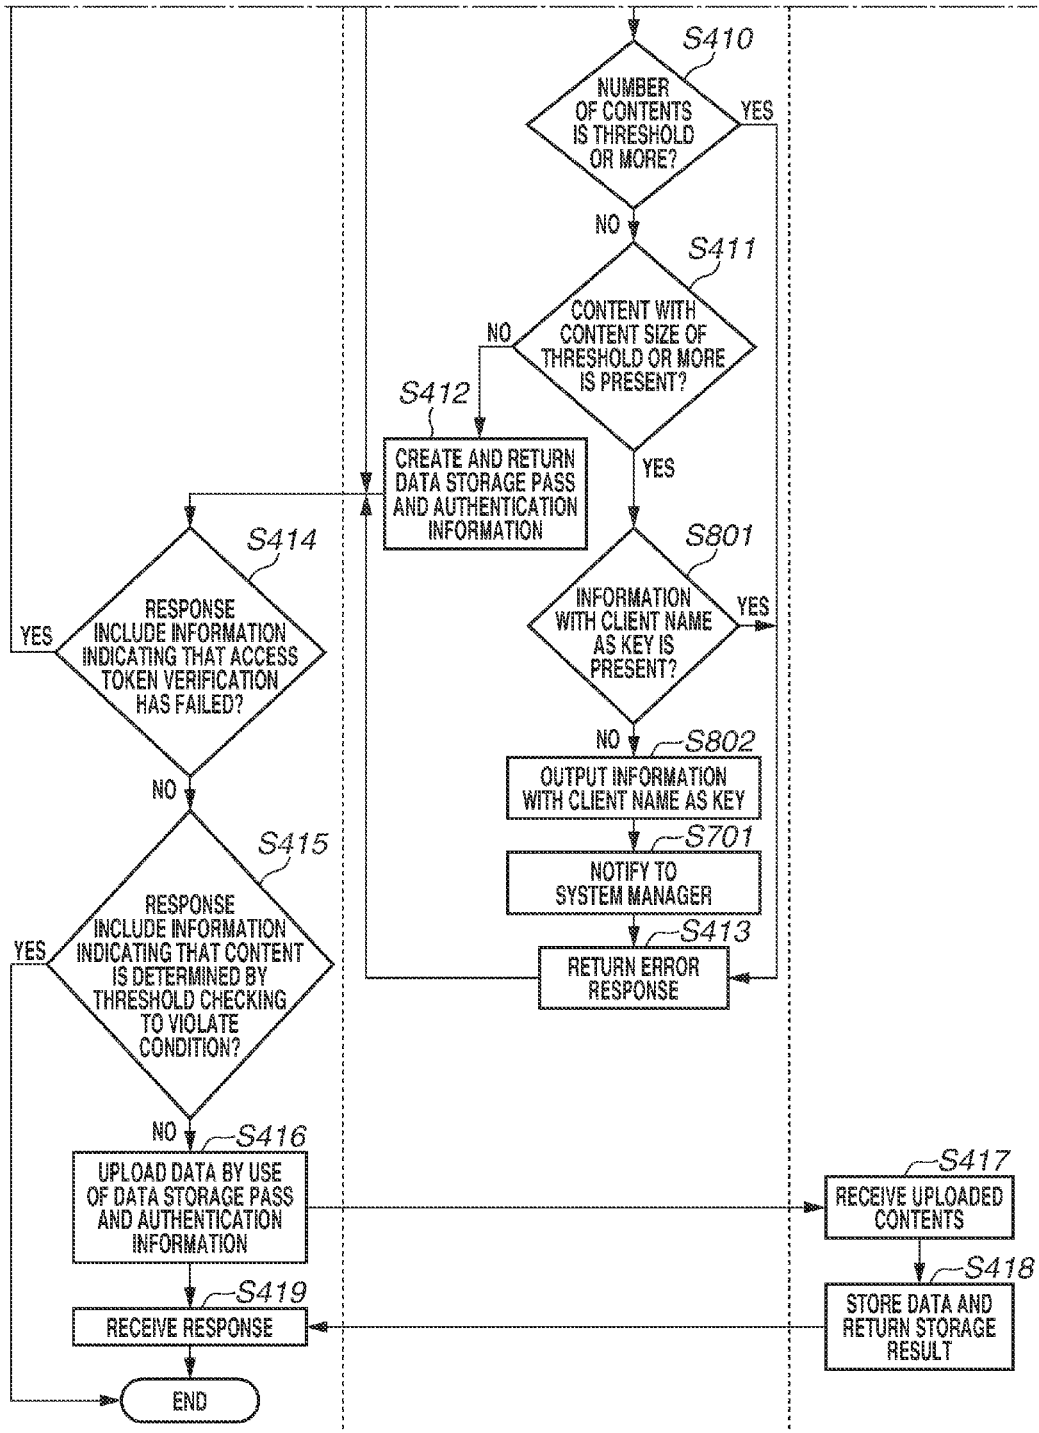 S410
NUMBER
OF CONTENTS
IS THRESHOLD
OR MORE?
YES
NO
S411
CONTENT WITH
CONTENT SIZE OF
THRESHOLD OR MORE
IS PRESENT?
NO
YES
S412
CREATE AND RETURN
DATA STORAGE PASS
AND AUTHENTICATION
INFORMATION
S801
INFORMATION
WITH CLIENT NAME
AS KEY IS
PRESENT?
YES
NO
S802
OUTPUT INFORMATION
WITH CLIENT NAME AS KEY
S701
NOTIFY TO
SYSTEM MANAGER
S413
RETURN ERROR
RESPONSE
S414
RESPONSE
INCLUDE INFORMATION
INDICATING THAT ACCESS
TOKEN VERIFICATION
HAS FAILED?
YES
NO
S415
RESPONSE
INCLUDE INFORMATION
INDICATING THAT CONTENT
IS DETERMINED BY
THRESHOLD CHECKING
TO VIOLATE
CONDITION?
YES
NO
S416
UPLOAD DATA BY USE
OF DATA STORAGE PASS
AND AUTHENTICATION
INFORMATION
S417
RECEIVE UPLOADED
CONTENTS
S418
STORE DATA AND
RETURN STORAGE
RESULT
S419
RECEIVE RESPONSE
END